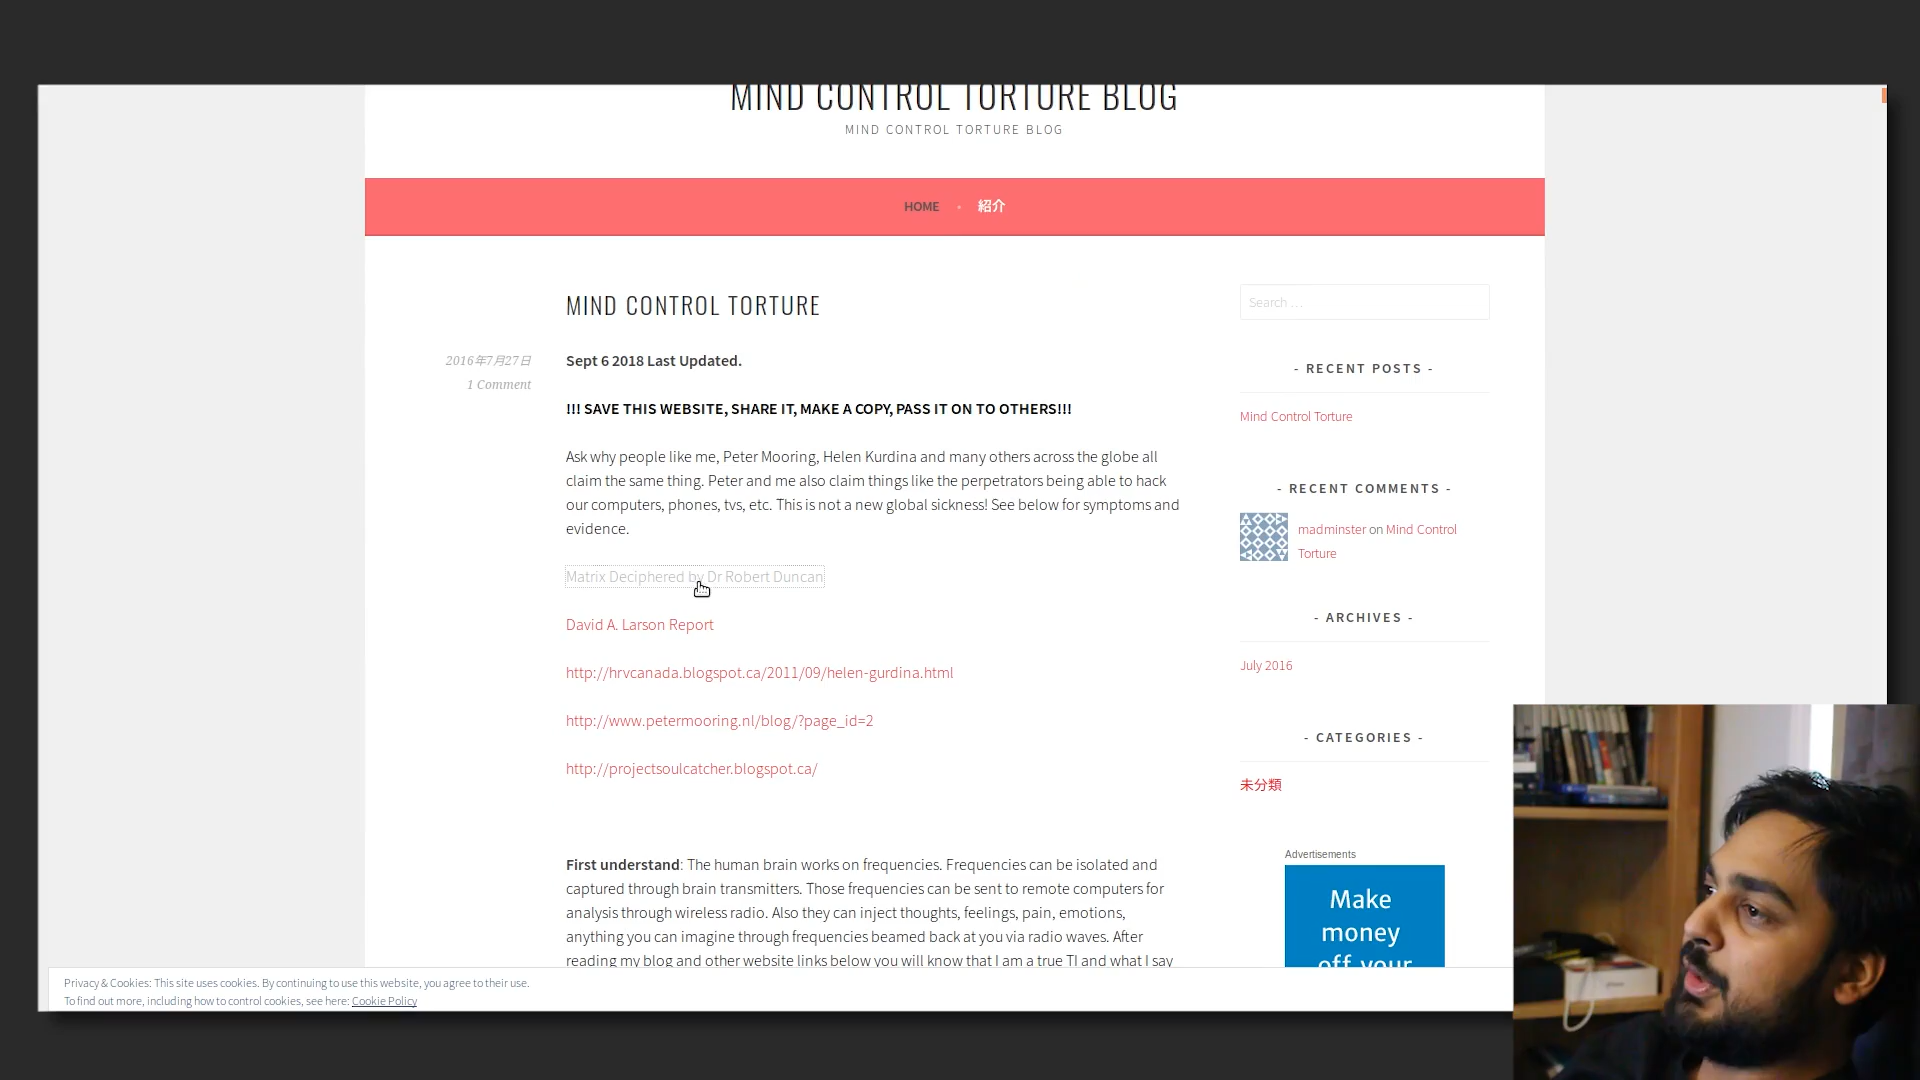 MIND CONTROL TORTURE BLOG
MIND CONTROL TORTURE BLOG
HOME
紹介
MIND CONTROL TORTURE
2016年7月27日
1 Comment
Sept 6 2018 Last Updated.
!!! SAVE THIS WEBSITE, SHARE IT, MAKE A COPY, PASS IT ON TO OTHERS!!!
Ask why people like me, Peter Mooring, Helen Kurdina and many others across the globe all
claim the same thing. Peter and me also claim things like the perpetrators being able to hack
our computers, phones, tvs, etc. This is not a new global sickness! See below for symptoms and
evidence.
Matrix Deciphered by Dr Robert Duncan
David A. Larson Report
http://hrvcanada.blogspot.ca/2011/09/helen-gurdina.html
http://www.petermooring.nl/blog/?page_id=2
http://projectsoulcatcher.blogspot.ca/
First understand: The human brain works on frequencies. Frequencies can be isolated and
captured through brain transmitters. Those frequencies can be sent to remote computers for
analysis through wireless radio. Also they can inject thoughts, feelings, pain, emotions,
anything you can imagine through frequencies beamed back at you via radio waves. After
reading my blog and other website links below you will know that I am a true TI and what I say
Search …
- RECENT POSTS -
Mind Control Torture
- RECENT COMMENTS -
madminster on Mind Control
Torture
- ARCHIVES -
July 2016
- CATEGORIES -
未分類
Advertisements
Make
money
off your
Privacy & Cookies: This site uses cookies. By continuing to use this website, you agree to their use.
To find out more, including how to control cookies, see here: Cookie Policy